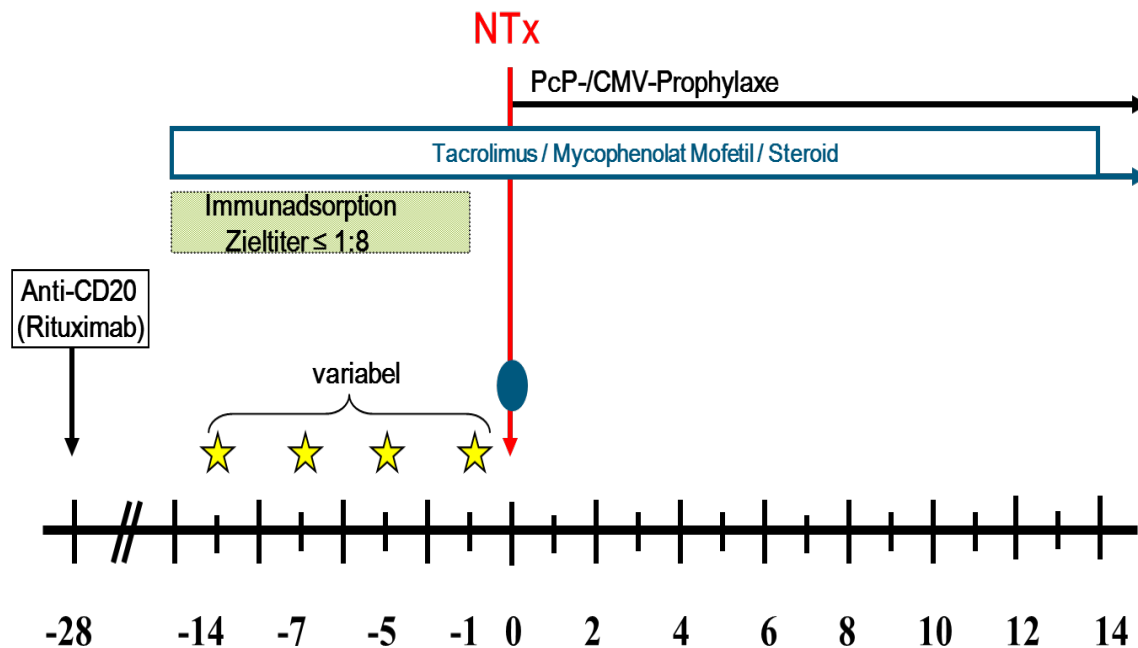 NTx
PcP-/CMV-Prophylaxe
Tacrolimus / Mycophenolat Mofetil / Steroid
Immunadsorption
Zieltiter ≤ 1:8
Anti-CD20
(Rituximab)
variabel
-28 -14 -7 -5 -1 0 2 4 6 8 10 12 14